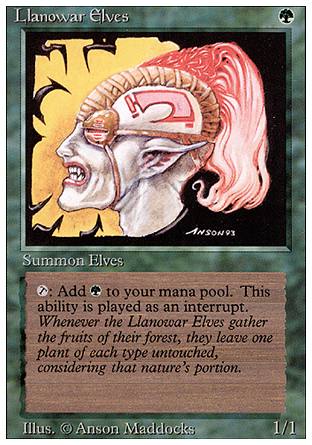 Llanowar Elves
ANSON93
Summon Elves
: Add to your mana pool. This
ability is played as an interrupt.
Whenever the Llanowar Elves gather
the fruits of their forest, they leave one
plant of each type untouched,
considering that nature's portion.
Illus. © Anson Maddocks 1/1